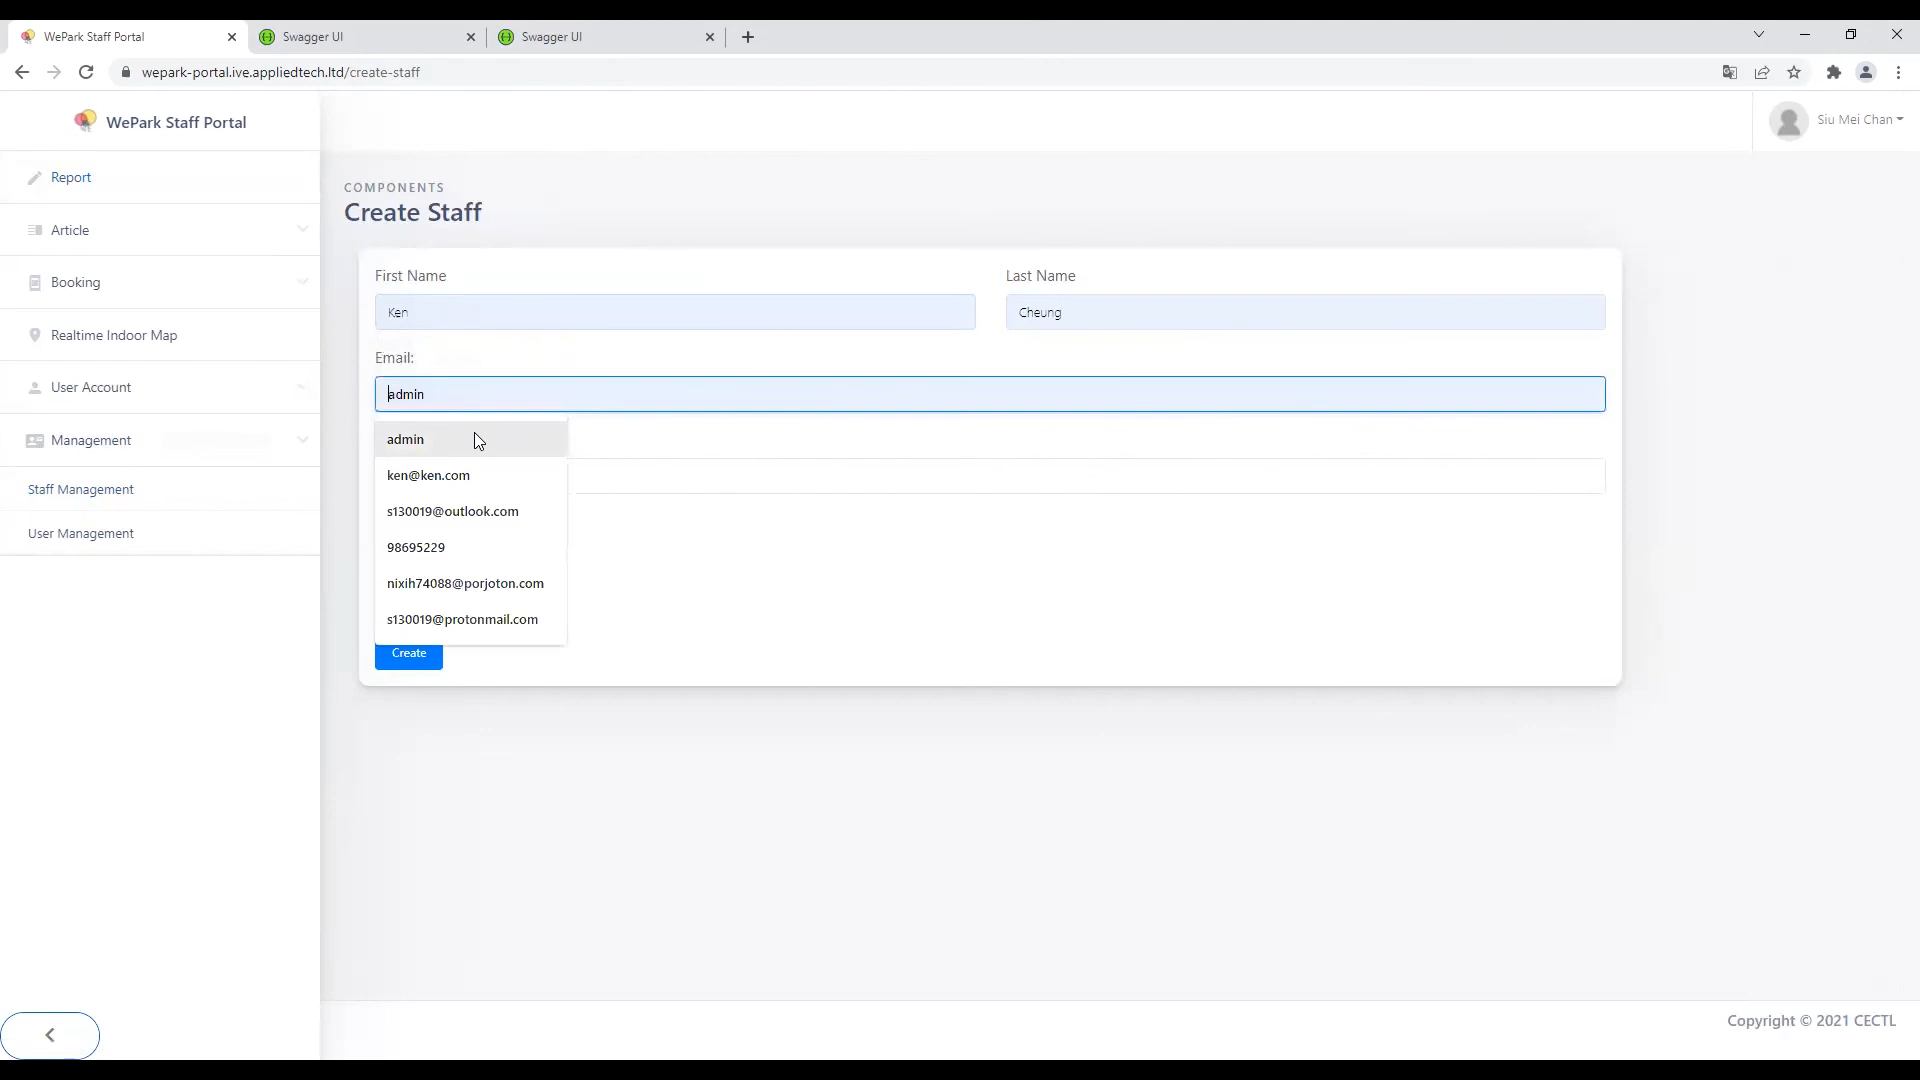 WePark Staff Portal
Swagger UI
Swagger UI
wepark-portal.ive.appliedtech.ltd/create-staff
WePark Staff Portal
Siu Mei Chan
Report
Article
Booking
Realtime Indoor Map
User Account
Management
Staff Management
User Management
COMPONENTS
Create Staff
First Name
Last Name
Ken
Cheung
Email:
admin
admin
ken@ken.com
s130019@outlook.com
98695229
nixih74088@porjoton.com
s130019@protonmail.com
Create
Copyright © 2021 CECTL